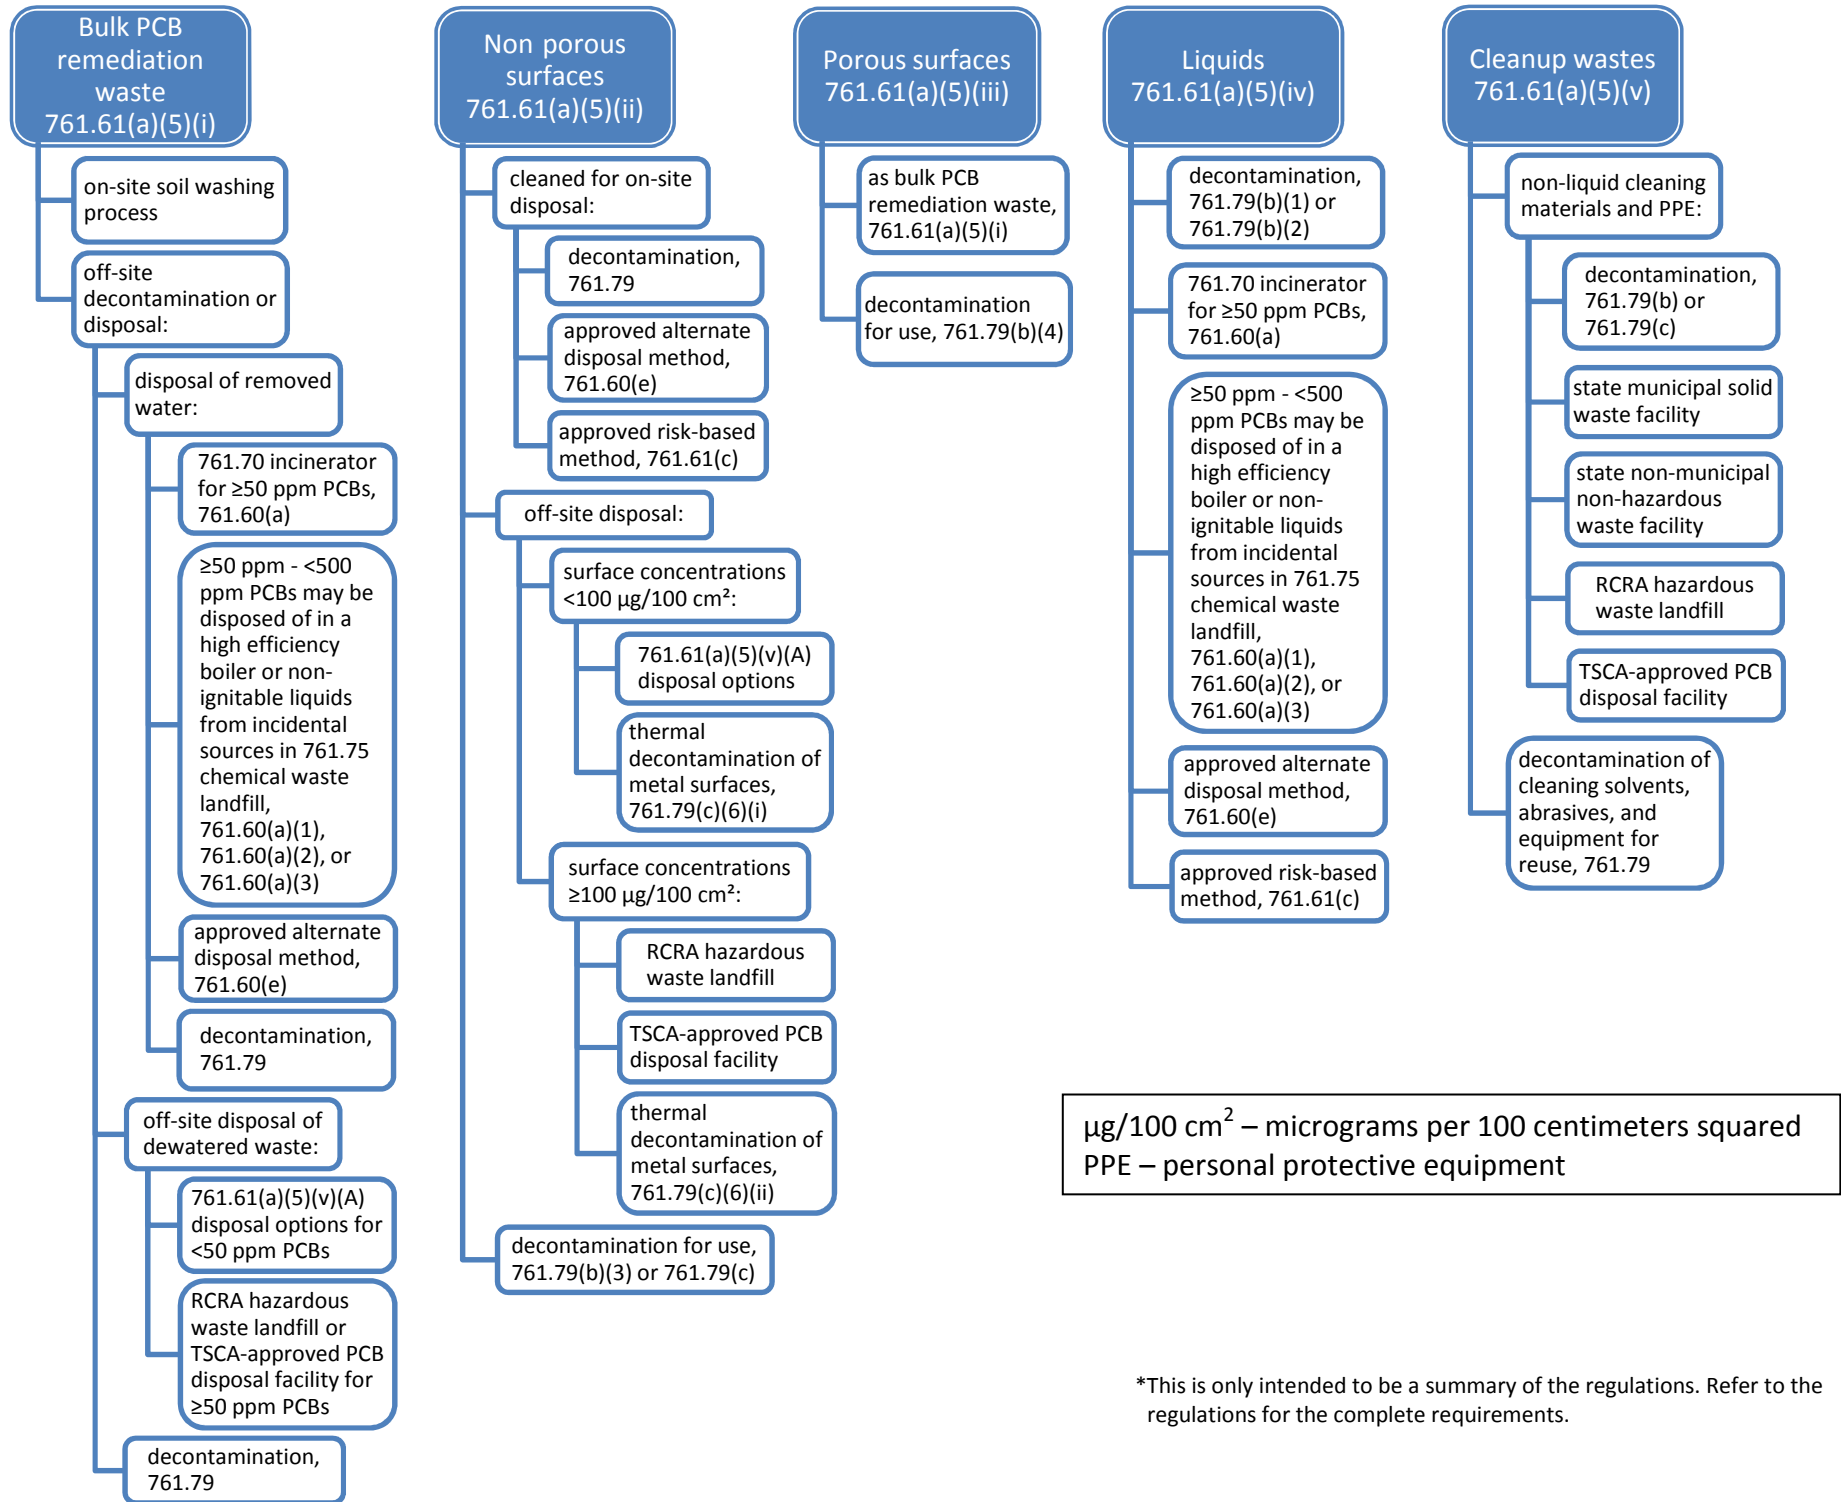 Bulk PCB
remediation
waste
761.61(a)(5)(i)
on-site soil washing
process
off-site
decontamination or
disposal:
disposal of removed
water:
761.70 incinerator
for ≥50 ppm PCBs,
761.60(a)
≥50 ppm - <500
ppm PCBs may be
disposed of in a
high efficiency
boiler or non-
ignitable liquids
from incidental
sources in 761.75
chemical waste
landfill,
761.60(a)(1),
761.60(a)(2), or
761.60(a)(3)
approved alternate
disposal method,
761.60(e)
decontamination,
761.79
off-site disposal of
dewatered waste:
761.61(a)(5)(v)(A)
disposal options for
<50 ppm PCBs
RCRA hazardous
waste landfill or
TSCA-approved PCB
disposal facility for
≥50 ppm PCBs
decontamination,
761.79
Non porous
surfaces
761.61(a)(5)(ii)
cleaned for on-site
disposal:
decontamination,
761.79
approved alternate
disposal method,
761.60(e)
approved risk-based
method, 761.61(c)
off-site disposal:
surface concentrations
<100 µg/100 cm²:
761.61(a)(5)(v)(A)
disposal options
thermal
decontamination of
metal surfaces,
761.79(c)(6)(i)
surface concentrations
≥100 µg/100 cm²:
RCRA hazardous
waste landfill
TSCA-approved PCB
disposal facility
thermal
decontamination of
metal surfaces,
761.79(c)(6)(ii)
decontamination for use,
761.79(b)(3) or 761.79(c)
Porous surfaces
761.61(a)(5)(iii)
as bulk PCB
remediation waste,
761.61(a)(5)(i)
decontamination
for use, 761.79(b)(4)
Liquids
761.61(a)(5)(iv)
decontamination,
761.79(b)(1) or
761.79(b)(2)
761.70 incinerator
for ≥50 ppm PCBs,
761.60(a)
≥50 ppm - <500
ppm PCBs may be
disposed of in a
high efficiency
boiler or non-
ignitable liquids
from incidental
sources in 761.75
chemical waste
landfill,
761.60(a)(1),
761.60(a)(2), or
761.60(a)(3)
approved alternate
disposal method,
761.60(e)
approved risk-based
method, 761.61(c)
Cleanup wastes
761.61(a)(5)(v)
non-liquid cleaning
materials and PPE:
decontamination,
761.79(b) or
761.79(c)
state municipal solid
waste facility
state non-municipal
non-hazardous
waste facility
RCRA hazardous
waste landfill
TSCA-approved PCB
disposal facility
decontamination of
cleaning solvents,
abrasives, and
equipment for
reuse, 761.79
µg/100 cm² – micrograms per 100 centimeters squared
PPE – personal protective equipment
*This is only intended to be a summary of the regulations. Refer to the
regulations for the complete requirements.